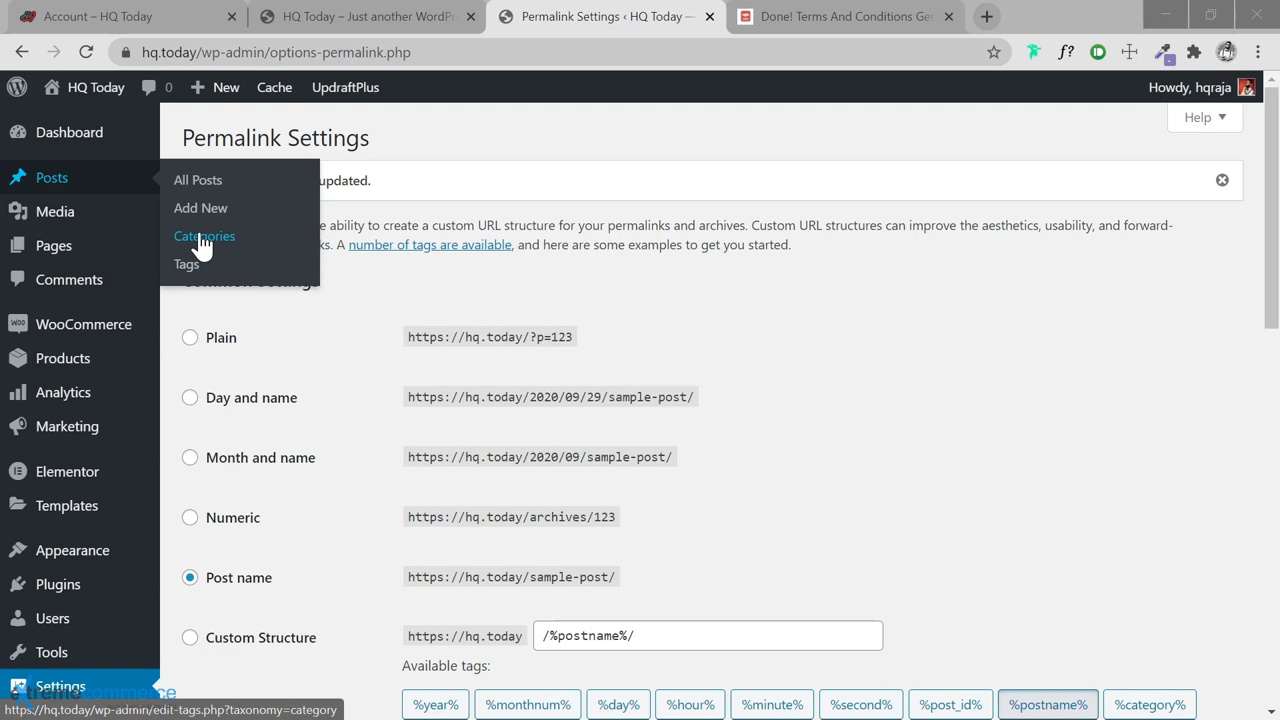 Account – HQ Today
HQ Today – Just another WordPr
Permalink Settings ‹ HQ Today —
Done! Terms And Conditions Ger
hq.today/wp-admin/options-permalink.php
f?
HQ Today
0
New
Cache
UpdraftPlus
Howdy, hqraja
Dashboard
Posts
Media
Pages
Comments
WooCommerce
Products
Analytics
Marketing
Elementor
Templates
Appearance
Plugins
Users
Tools
Settings
All Posts
Add New
Categories
Tags
Help
Permalink Settings
updated.
e ability to create a custom URL structure for your permalinks and archives. Custom URL structures can improve the aesthetics, usability, and forward-
ks. A number of tags are available, and here are some examples to get you started.
Common Settings
Plain
https://hq.today/?p=123
Day and name
https://hq.today/2020/09/29/sample-post/
Month and name
https://hq.today/2020/09/sample-post/
Numeric
https://hq.today/archives/123
Post name
https://hq.today/sample-post/
Custom Structure
https://hq.today
/%postname%/
Available tags:
%year%
%monthnum%
%day%
%hour%
%minute%
%second%
%post_id%
%postname%
%category%
extremecommerce
https://hq.today/wp-admin/edit-tags.php?taxonomy=category